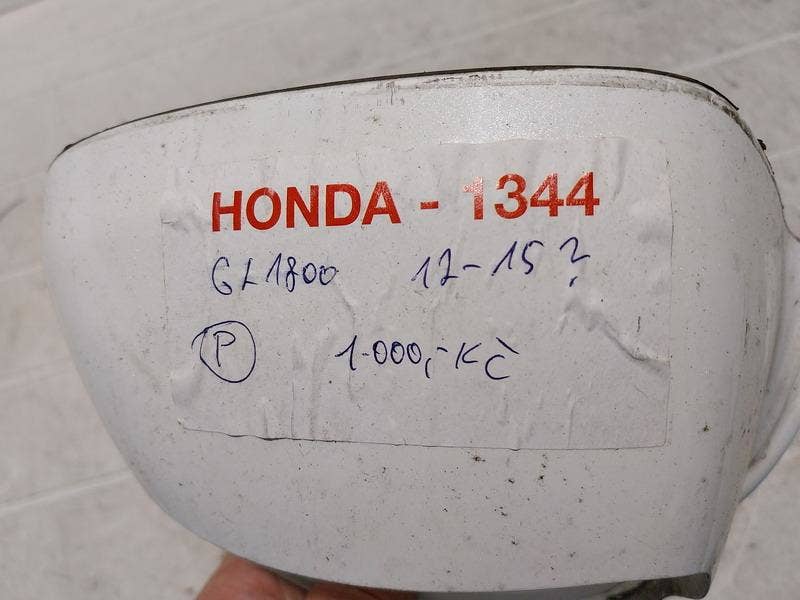 HONDA - 1344
GL1800 12-15?
P 1.000,- Kč